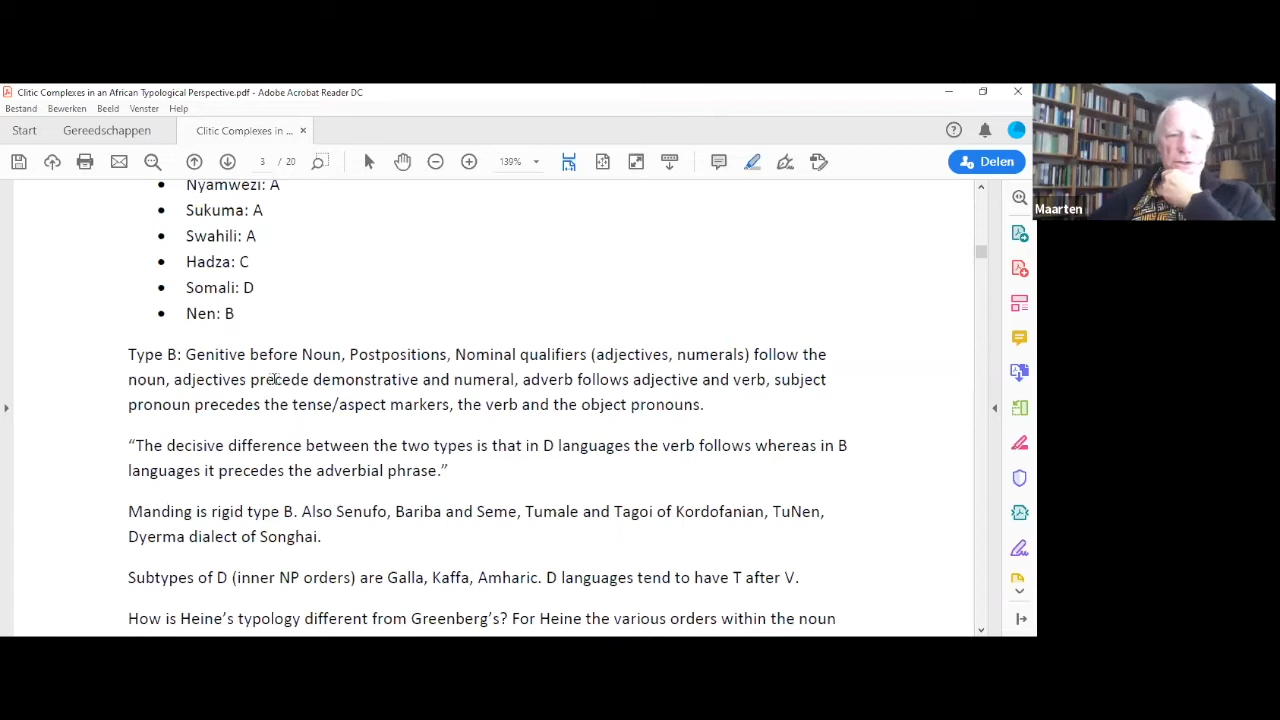 Clitic Complexes in an African Typological Perspective.pdf - Adobe Acrobat Reader DC
Bestand Bewerken Beeld Venster Help
Start Gereedschappen Clitic Complexes in ... ×
3 / 20 139% Delen
Maarten
• Nyamwezi: A
• Sukuma: A
• Swahili: A
• Hadza: C
• Somali: D
• Nen: B
Type B: Genitive before Noun, Postpositions, Nominal qualifiers (adjectives, numerals) follow the
noun, adjectives precede demonstrative and numeral, adverb follows adjective and verb, subject
pronoun precedes the tense/aspect markers, the verb and the object pronouns.
“The decisive difference between the two types is that in D languages the verb follows whereas in B
languages it precedes the adverbial phrase.”
Manding is rigid type B. Also Senufo, Bariba and Seme, Tumale and Tagoi of Kordofanian, TuNen,
Dyerma dialect of Songhai.
Subtypes of D (inner NP orders) are Galla, Kaffa, Amharic. D languages tend to have T after V.
How is Heine’s typology different from Greenberg’s? For Heine the various orders within the noun